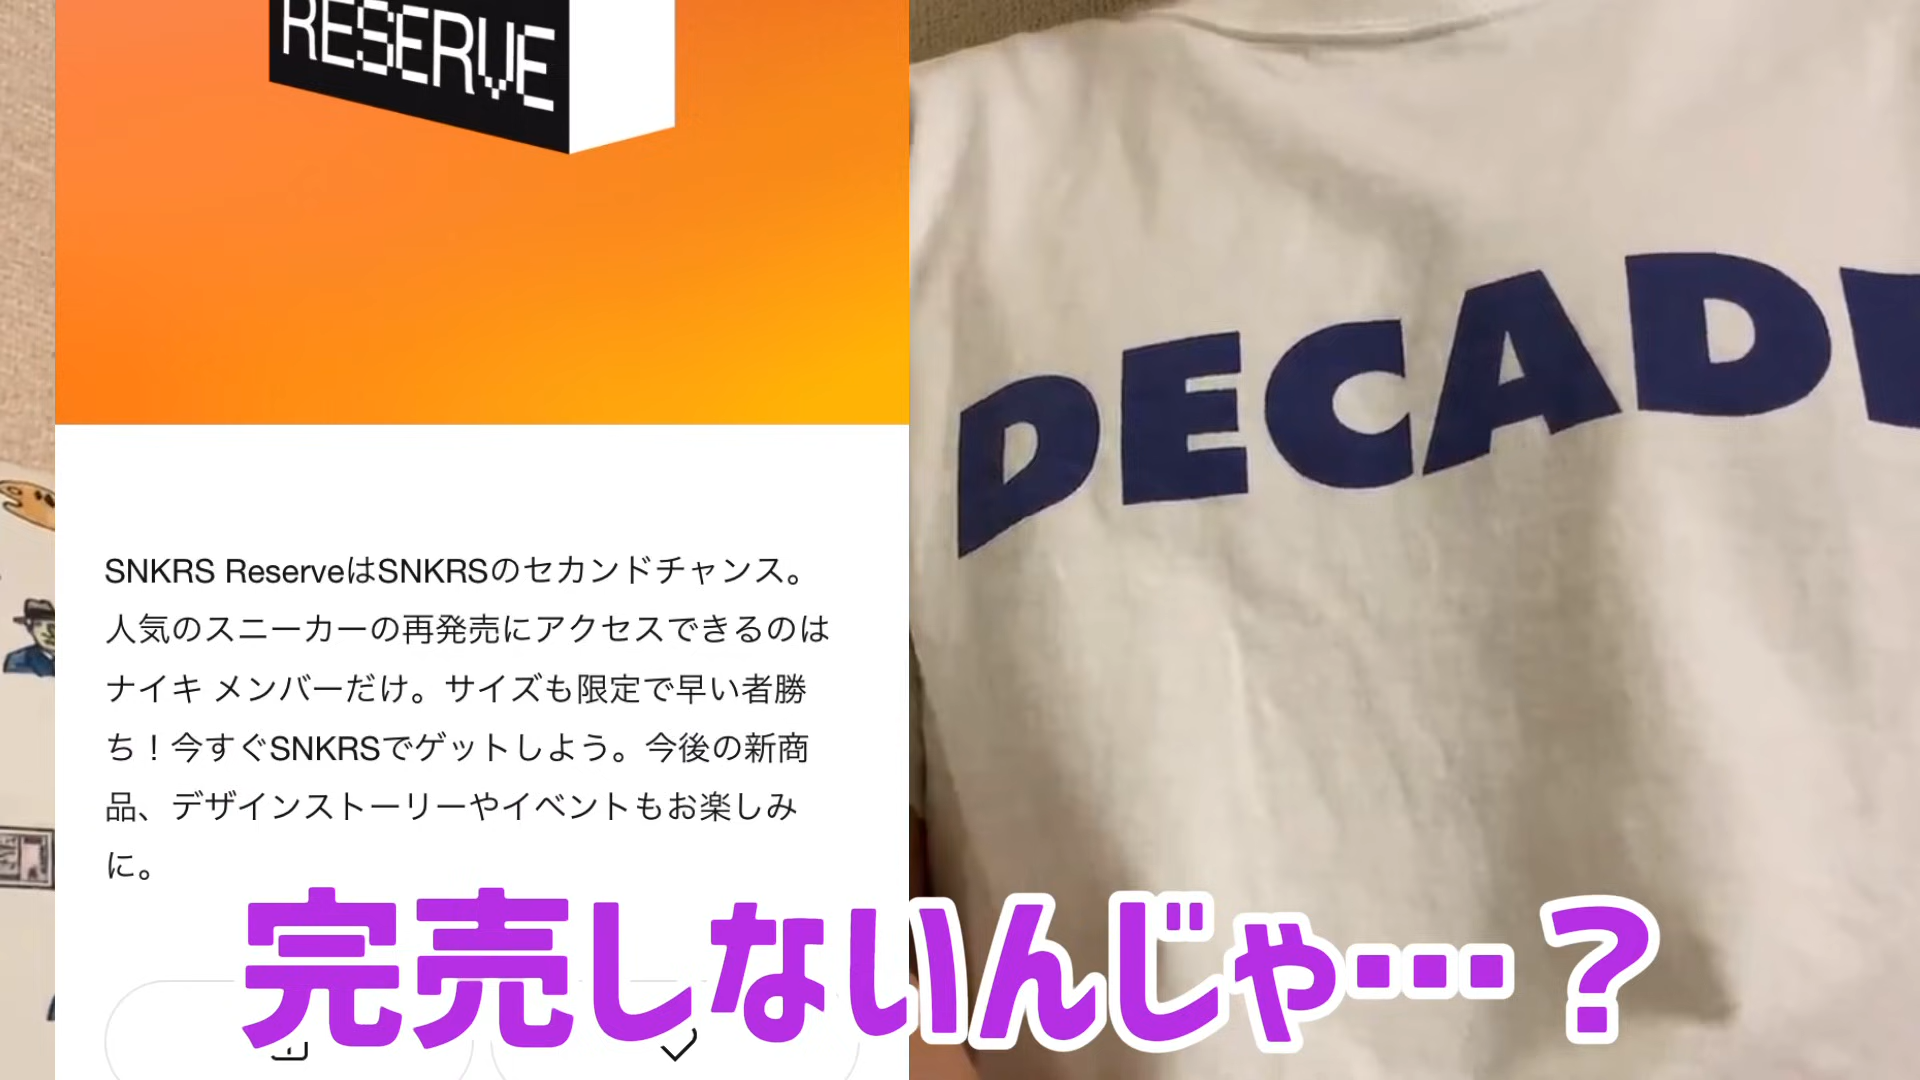 RESERVE
DECAD
SNKRS ReserveはSNKRSのセカンドチャンス。
人気のスニーカーの再発売にアクセスできるのは
ナイキ メンバーだけ。サイズも限定で早い者勝
ち！今すぐSNKRSでゲットしよう。今後の新商
品、デザインストーリーやイベントもお楽しみ
に。
完売しないんじゃ…？